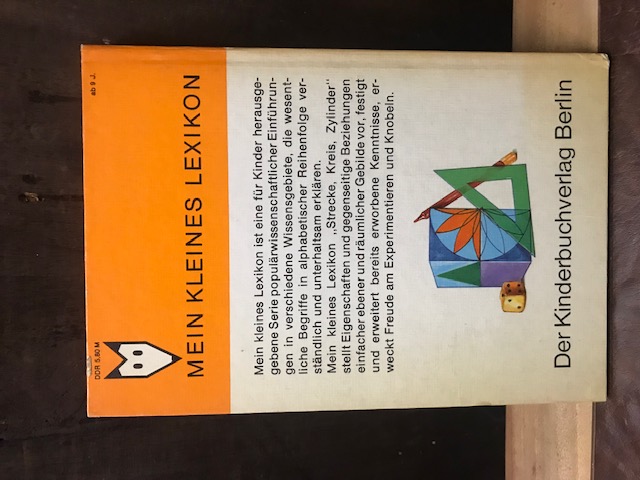 DDR 5,80 M
ab 9 J.
MEIN KLEINES LEXIKON
Mein kleines Lexikon ist eine für Kinder herausge-
gebene Serie populärwissenschaftlicher Einführun-
gen in verschiedene Wissensgebiete, die wesent-
liche Begriffe in alphabetischer Reihenfolge ver-
ständlich und unterhaltsam erklären.
Mein kleines Lexikon „Strecke, Kreis, Zylinder"
stellt Eigenschaften und gegenseitige Beziehungen
einfacher ebener und räumlicher Gebilde vor, festigt
und erweitert bereits erworbene Kenntnisse, er-
weckt Freude am Experimentieren und Knobeln.
Der Kinderbuchverlag Berlin